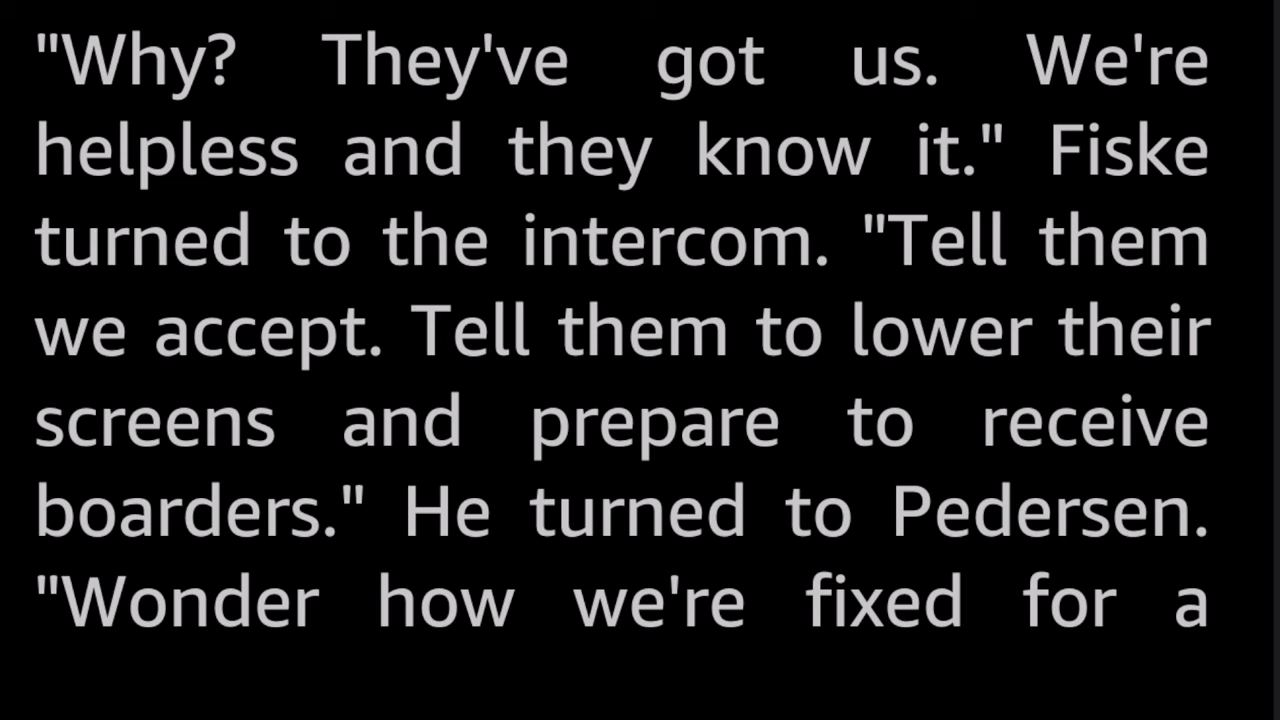 "Why? They've got us. We're
helpless and they know it." Fiske
turned to the intercom. "Tell them
we accept. Tell them to lower their
screens and prepare to receive
boarders." He turned to Pedersen.
"Wonder how we're fixed for a